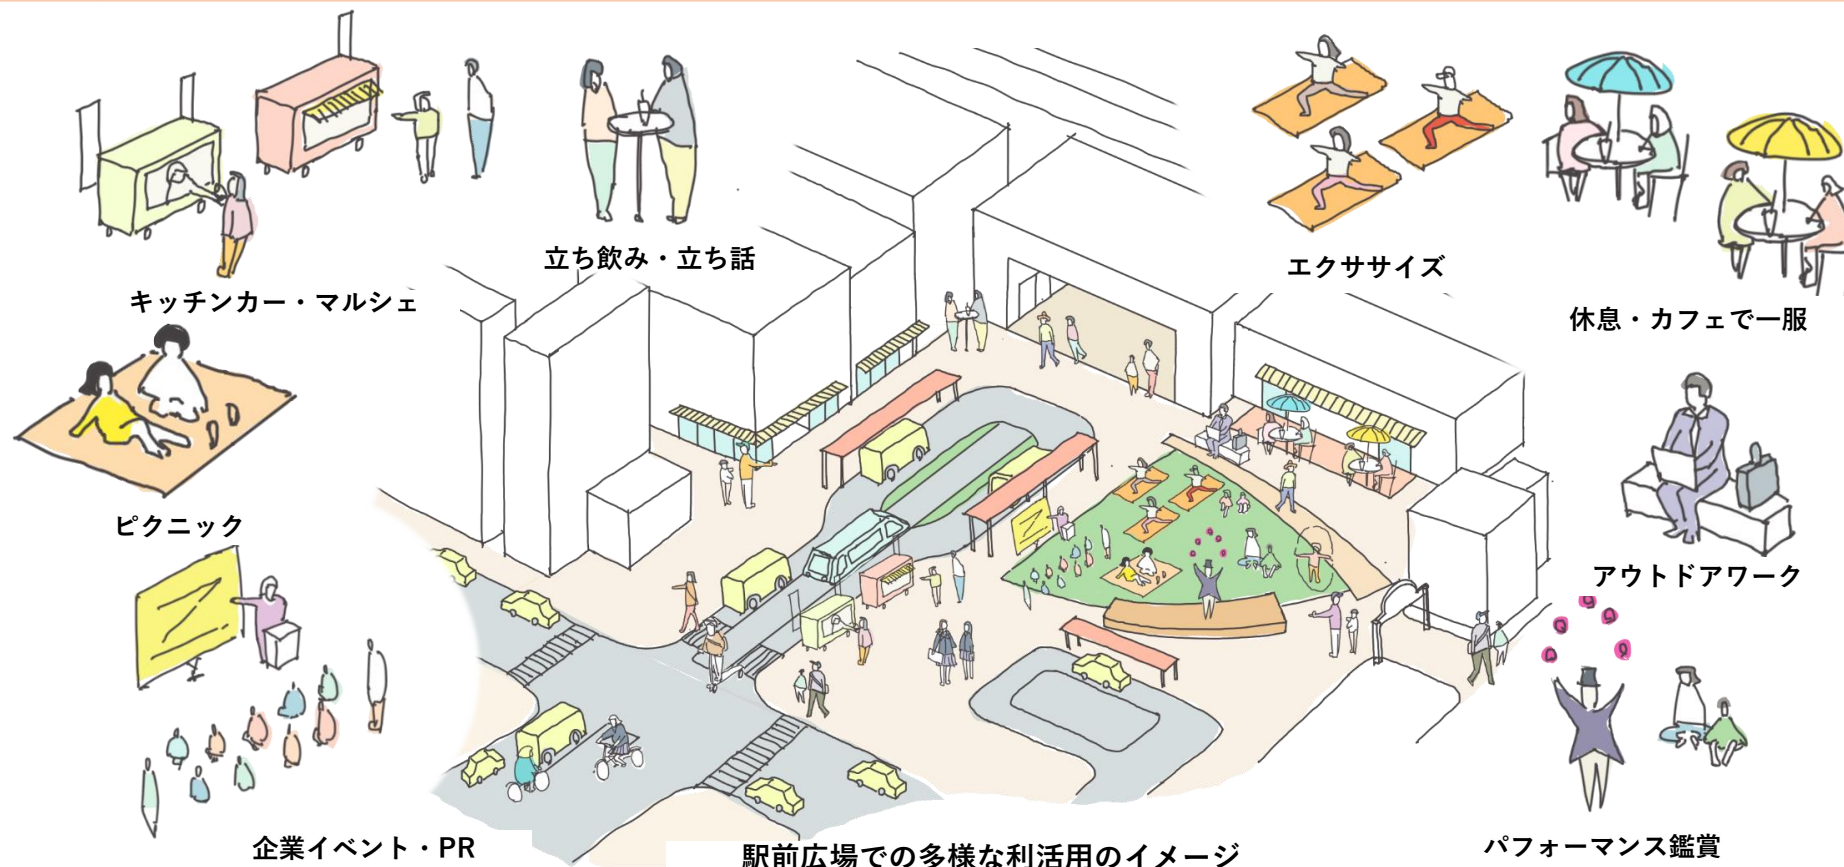 立ち飲み・立ち話
エクササイズ
キッチンカー・マルシェ
休息・カフェで一服
ピクニック
アウトドアワーク
企業イベント・PR
駅前広場での多様な利活用のイメージ
パフォーマンス鑑賞